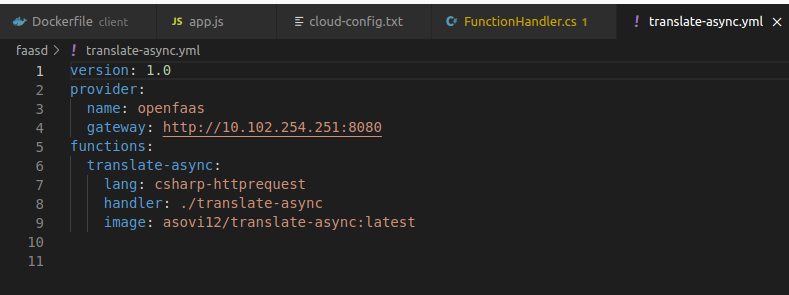 Dockerfile client JS app.js cloud-config.txt C# FunctionHandler.cs 1 ! translate-async.yml ×
faasd > ! translate-async.yml
1 version: 1.0
2 provider:
3 name: openfaas
4 gateway: http://10.102.254.251:8080
5 functions:
6 translate-async:
7 lang: csharp-httprequest
8 handler: ./translate-async
9 image: asovi12/translate-async:latest
10
11